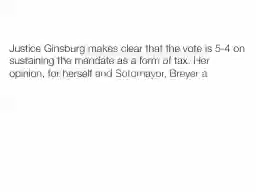 Justice Ginsburg makes clear that the vote is 5-4 on
sustaining the mandate as a form of tax. Her
opinion, for herself and Sotomayor, Breyer a